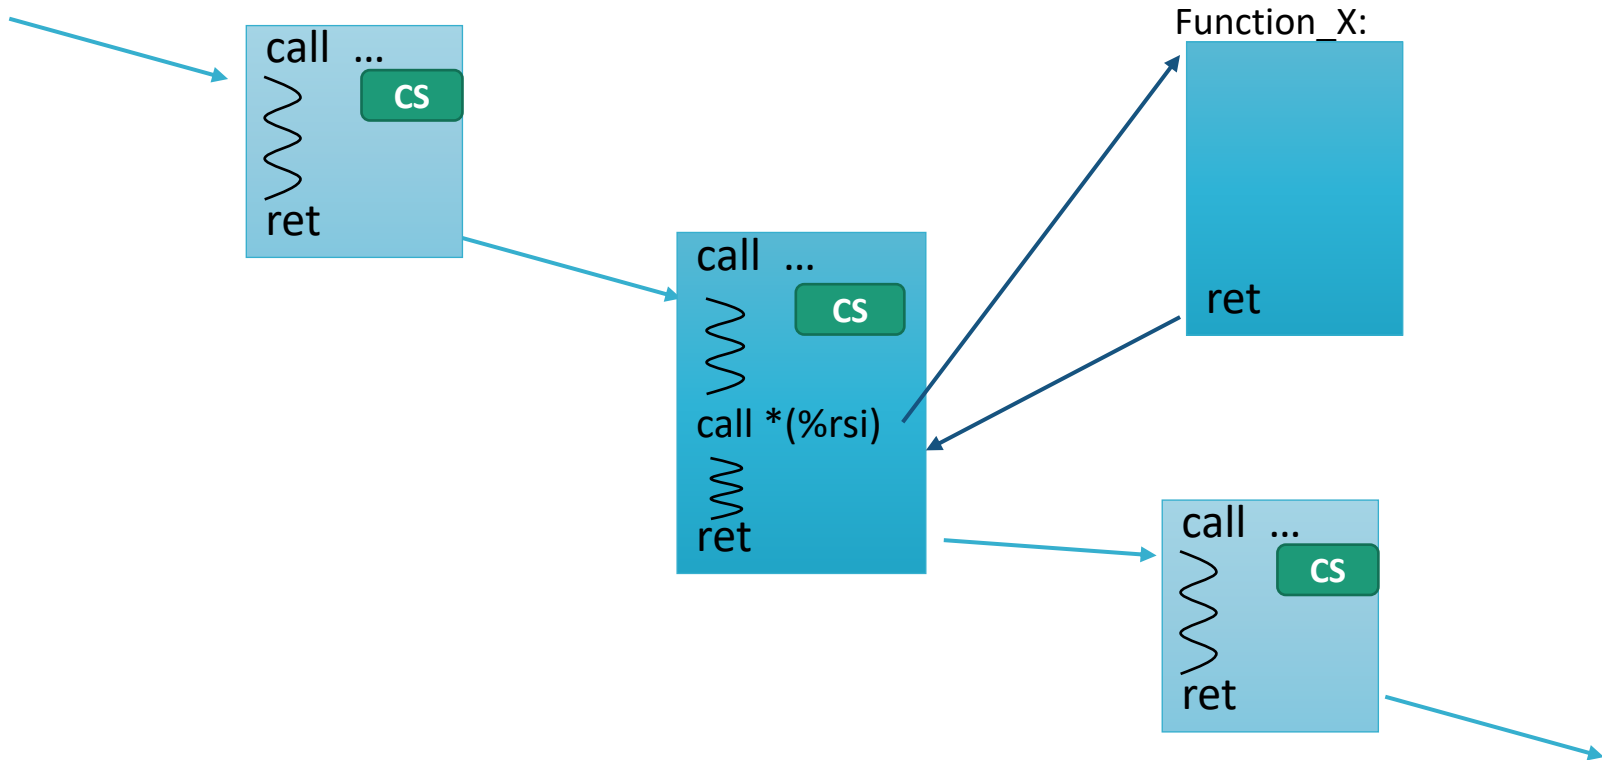 call ...
CS
ret
call ...
CS
call *(%rsi)
ret
Function_X:
ret
call ...
CS
ret